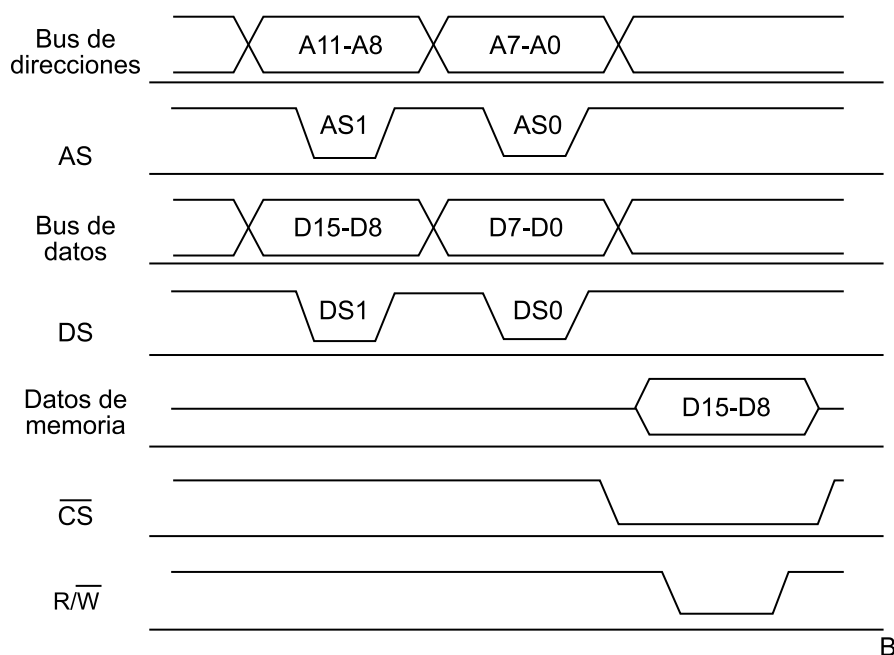 Bus de
direcciones
A11-A8
A7-A0
AS
AS1
AS0
Bus de
datos
D15-D8
D7-D0
DS
DS1
DS0
Datos de
memoria
D15-D8
C̅S̅
R/W̅
B